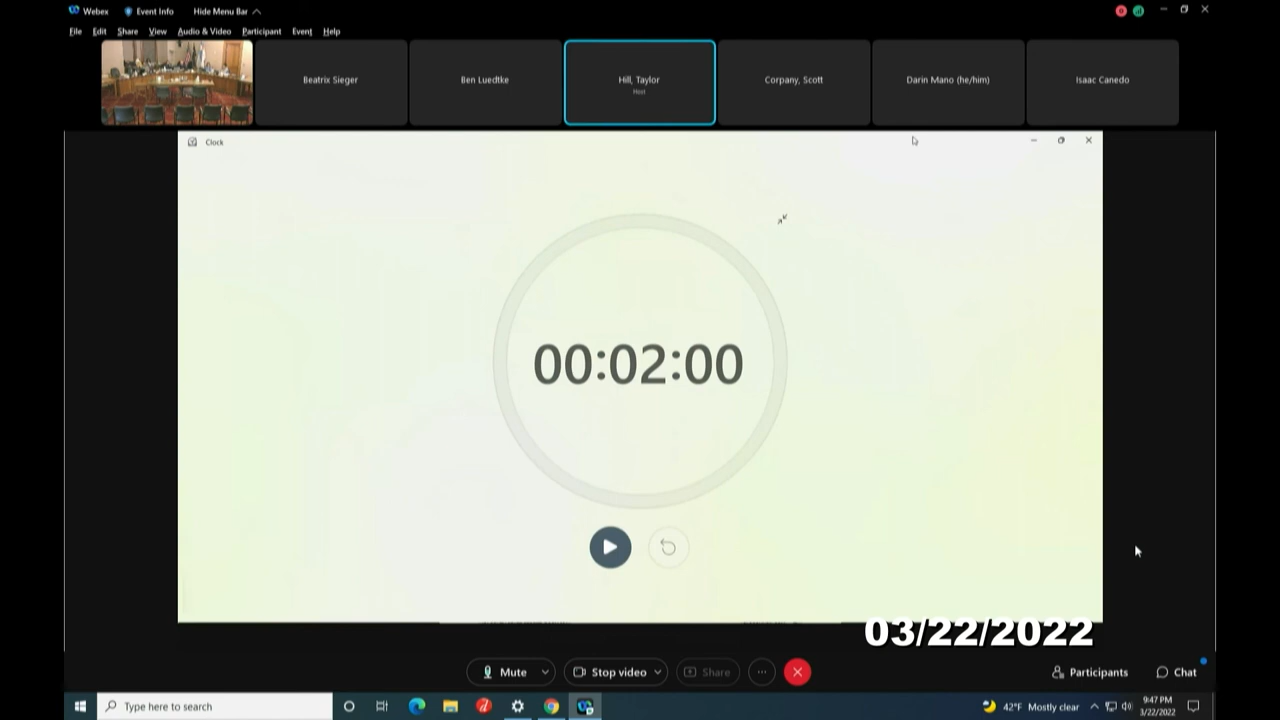 Webex Event Info Hide Menu Bar
File Edit Share View Audio & Video Participant Event Help
Beatrix Sieger
Ben Luedtke
Hill, Taylor
Host
Corpany, Scott
Darin Mano (he/him)
Isaac Canedo
Clock
00:02:00
03/22/2022
Mute Stop video Share Participants Chat
Type here to search
42°F Mostly clear
9:47 PM
3/22/2022